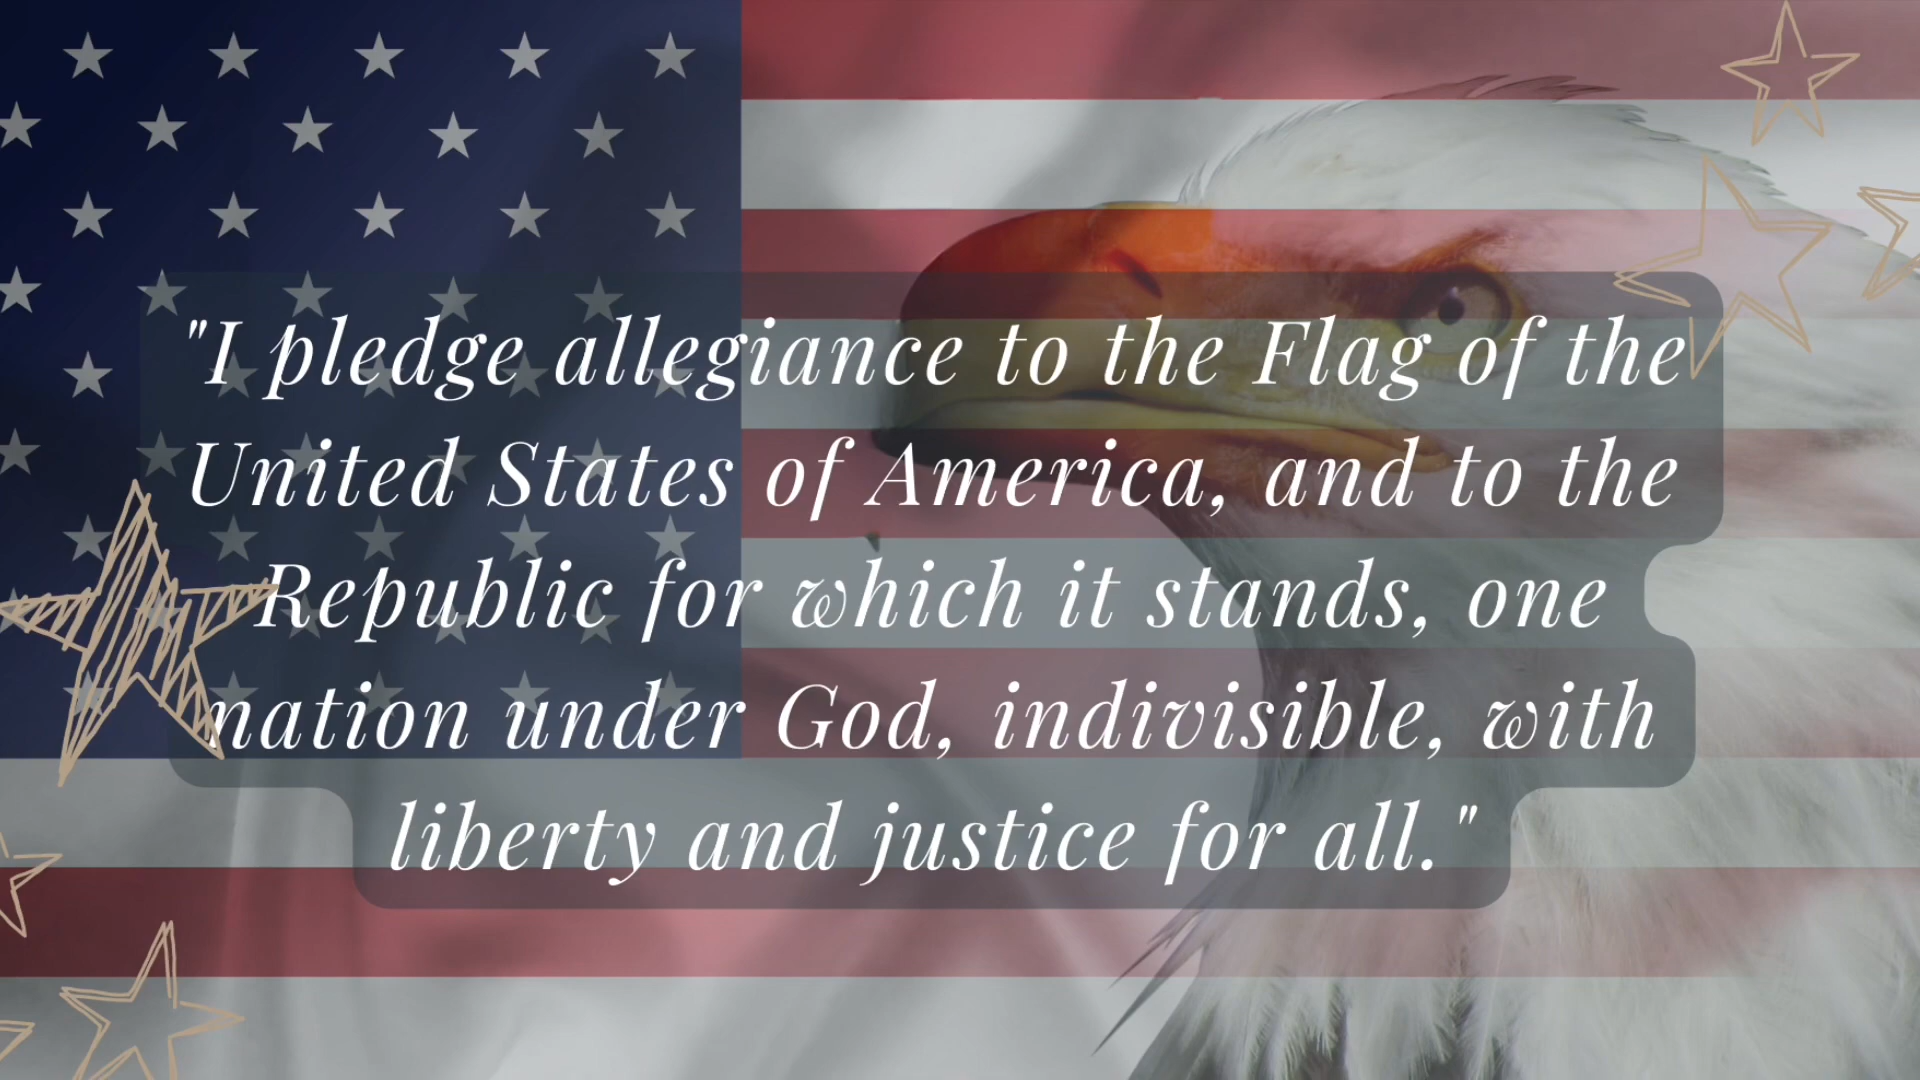 "I pledge allegiance to the Flag of the
United States of America, and to the
Republic for which it stands, one
nation under God, indivisible, with
liberty and justice for all."